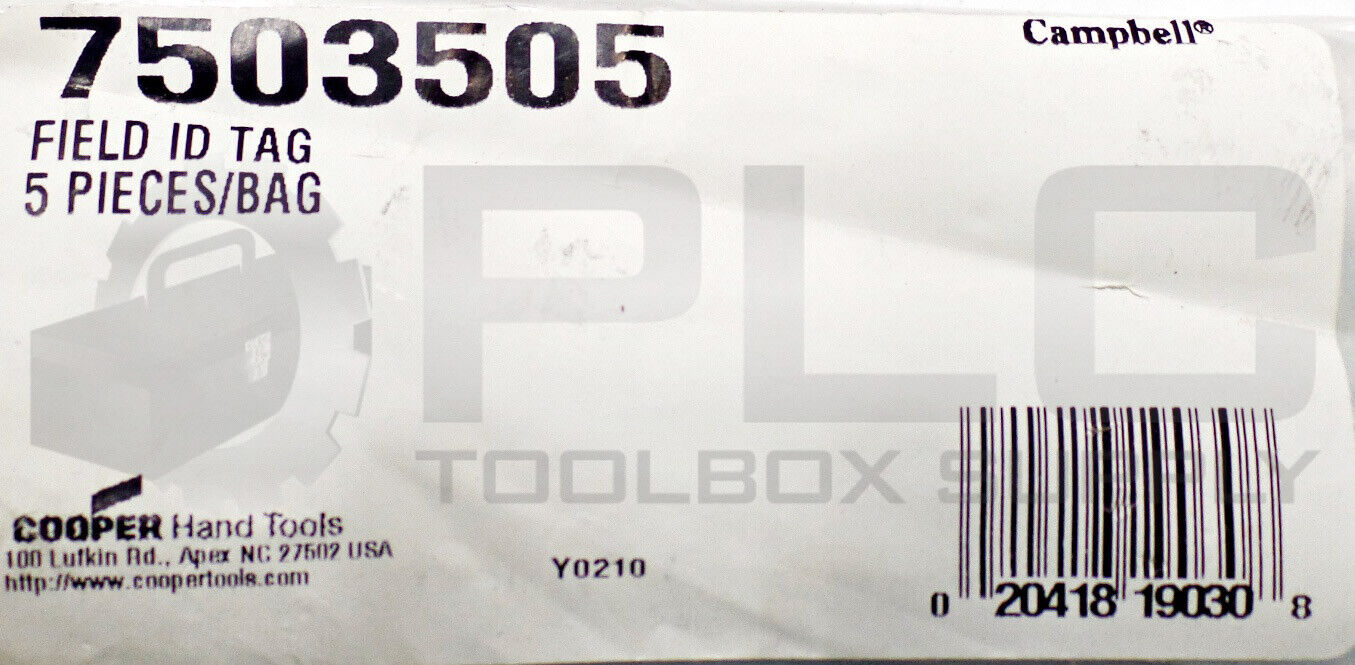 7503505
Campbell®
FIELD ID TAG
5 PIECES/BAG
PLC
TOOLBOX SUPPLY
COOPER Hand Tools
100 Lufkin Rd., Apex NC 27502 USA
http://www.coopertools.com
Y0210
0 20418 19030 8